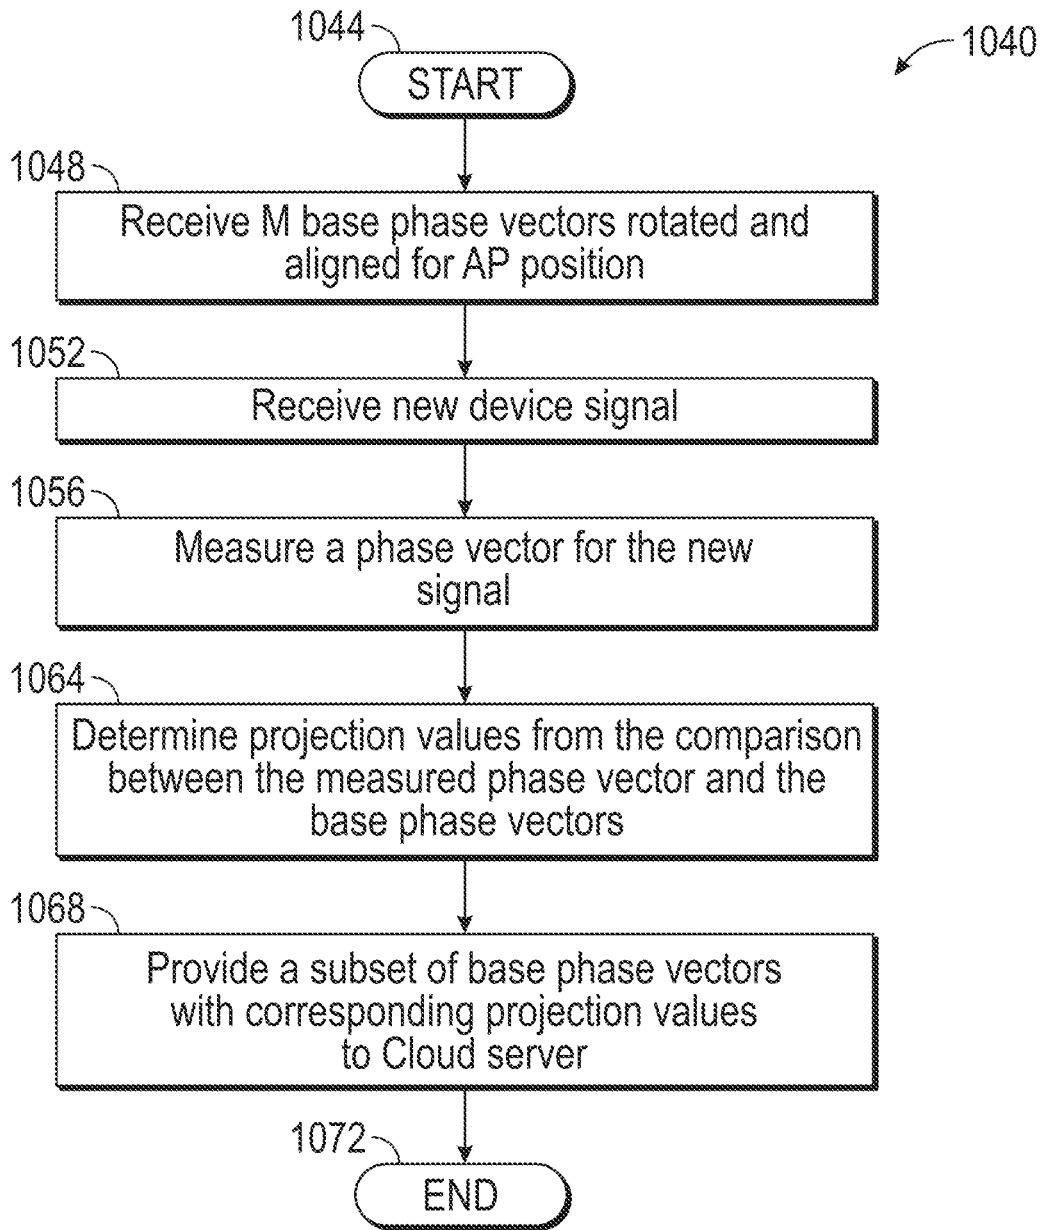 1044
1040
START
1048
Receive M base phase vectors rotated and
aligned for AP position
1052
Receive new device signal
1056
Measure a phase vector for the new
signal
1064
Determine projection values from the comparison
between the measured phase vector and the
base phase vectors
1068
Provide a subset of base phase vectors
with corresponding projection values
to Cloud server
1072
END